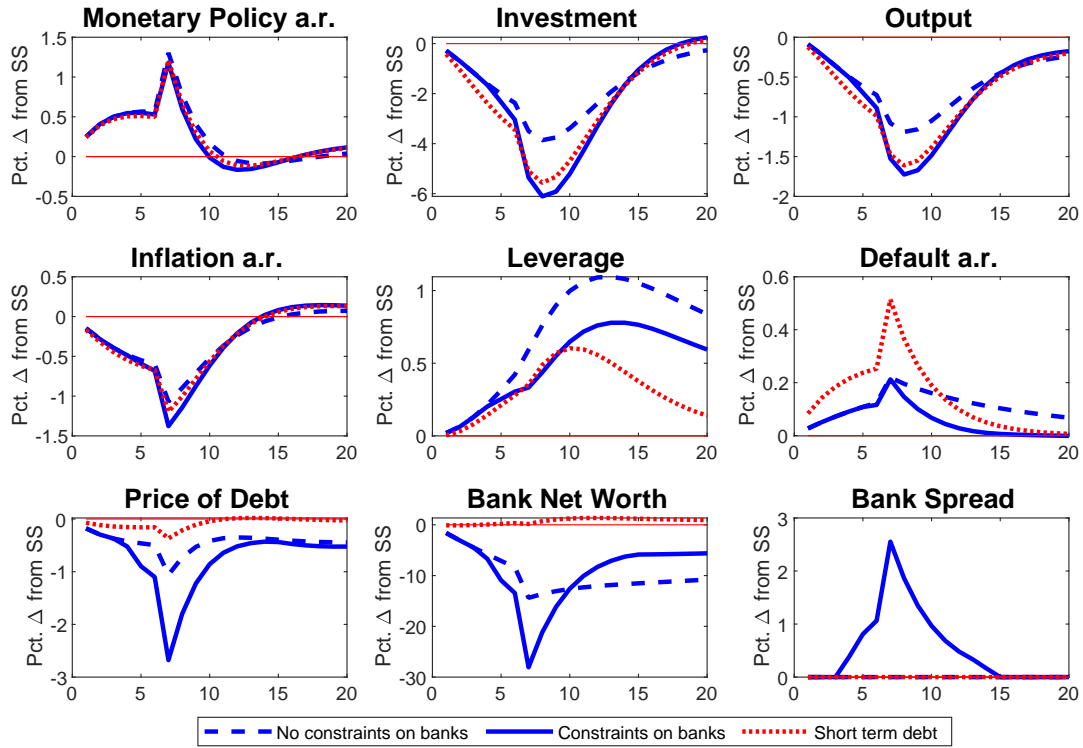 Monetary Policy a.r.
Pct. Δ from SS
1.5
1
0.5
0
-0.5
0 5 10 15 20
Investment
Pct. Δ from SS
0
-2
-4
-6
0 5 10 15 20
Output
Pct. Δ from SS
0
-0.5
-1
-1.5
-2
0 5 10 15 20
Inflation a.r.
Pct. Δ from SS
0.5
0
-0.5
-1
-1.5
0 5 10 15 20
Leverage
Pct. Δ from SS
1
0.5
0
0 5 10 15 20
Default a.r.
Pct. Δ from SS
0.6
0.4
0.2
0
0 5 10 15 20
Price of Debt
Pct. Δ from SS
0
-1
-2
-3
0 5 10 15 20
Bank Net Worth
Pct. Δ from SS
0
-10
-20
-30
0 5 10 15 20
Bank Spread
Pct. Δ from SS
3
2
1
0
0 5 10 15 20
No constraints on banks Constraints on banks Short term debt